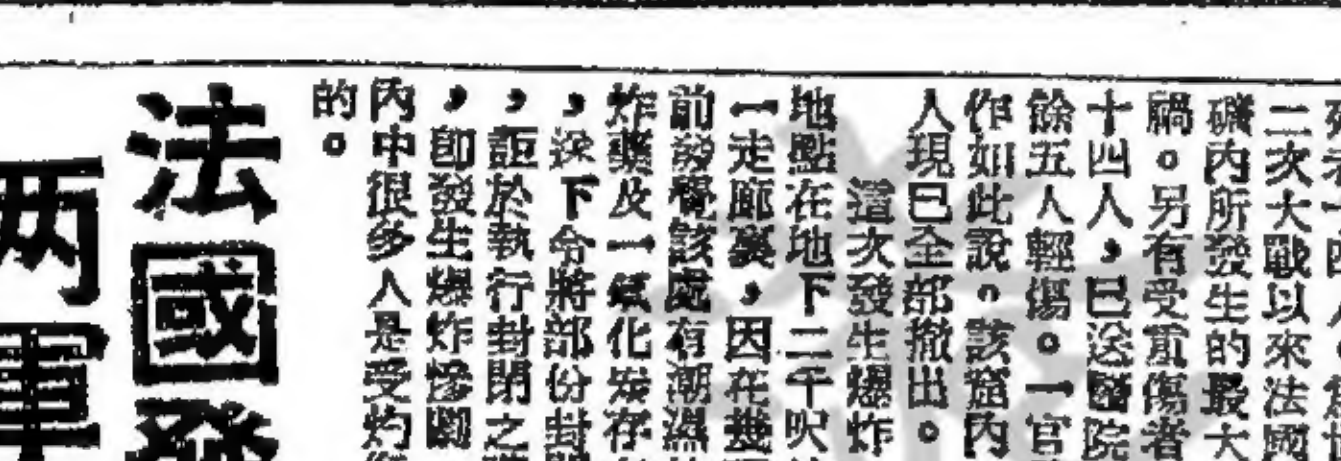 二次大戰以來法國
礦內所發生的最大
禍。另有受重傷者
十四人，已送醫院
餘五人輕傷。一官
作如此說。該窰內
人現已全部撤出。
這次發生爆炸
地點在地下二千呎
一走廊裏，因在幾
前發覺該處有潮濕
炸藥及一氧化炭存
，下令將部份封
，詎於執行封閉之
，即發生爆炸慘劇
內中很多人是受灼
的。
法國發
两軍